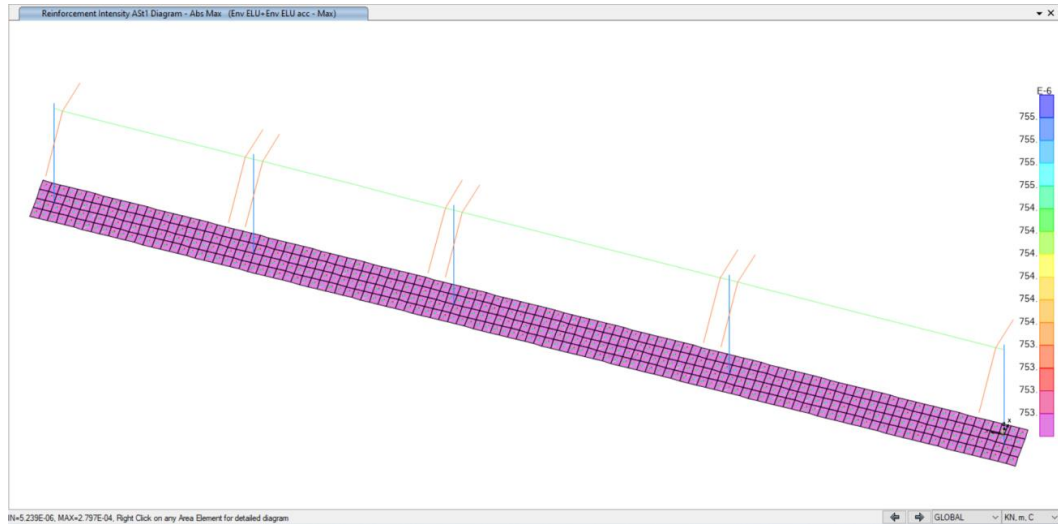 Reinforcement Intensity ASt1 Diagram - Abs Max (Env ELU+Env ELU acc - Max)
E-6
755.
755.
755.
755.
754.
754.
754.
754.
754.
753.
753.
753.
753.
IN=5.239E-06, MAX=2.797E-04, Right Click on any Area Element for detailed diagram
GLOBAL
KN, m, C